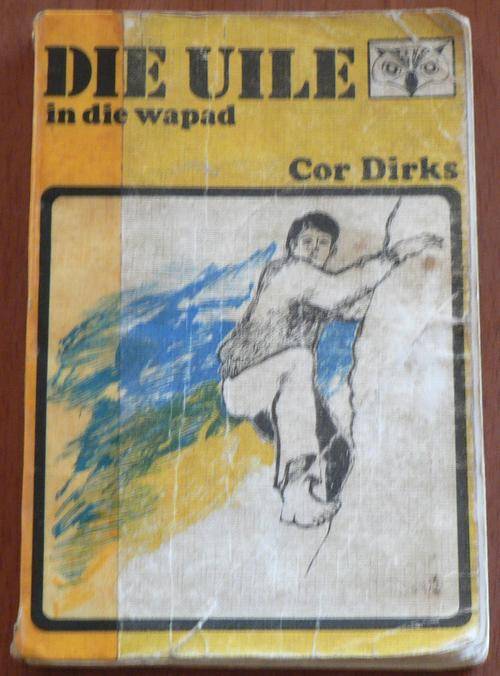 DIE UILE
in die wapad
Cor Dirks